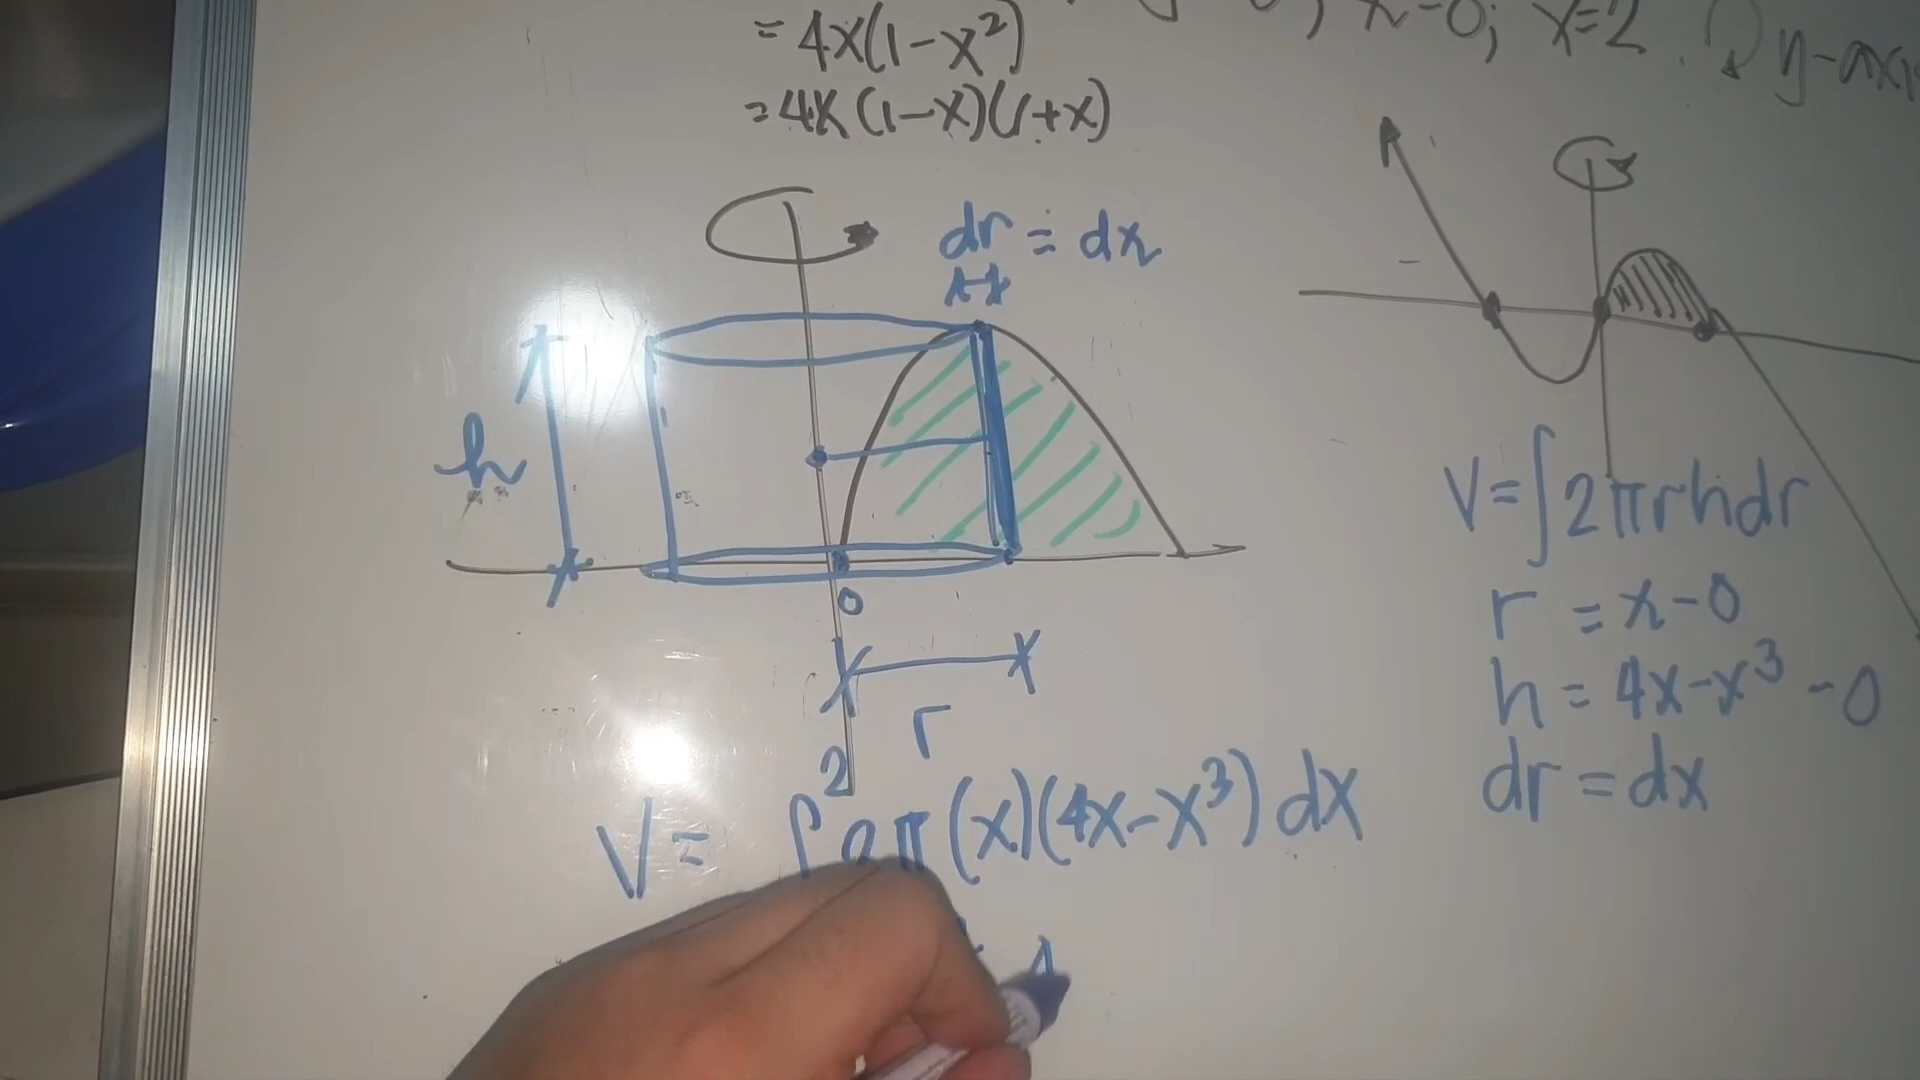 = 4x(1-x²)
= 4x(1-x)(1+x)
x=0; x=2
y-axis
dr = dx
h
0
r
V = ∫2πrhdr
r = x-0
h = 4x-x³-0
dr = dx
V = ∫² 2π(x)(4x-x³)dx